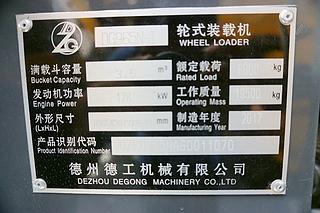 DG
轮式装载机
WHEEL LOADER
满载斗容量
Bucket Capacity
额定载荷
Rated Load
kg
发动机功率
Engine Power
kW
工作质量
Operating Mass
kg
外形尺寸
(LxHxL)
制造年度
Manufacturing Year
2017
产品识别代码
Product Identification Number
德州德工机械有限公司
DEZHOU DEGONG MACHINERY CO.,LTD